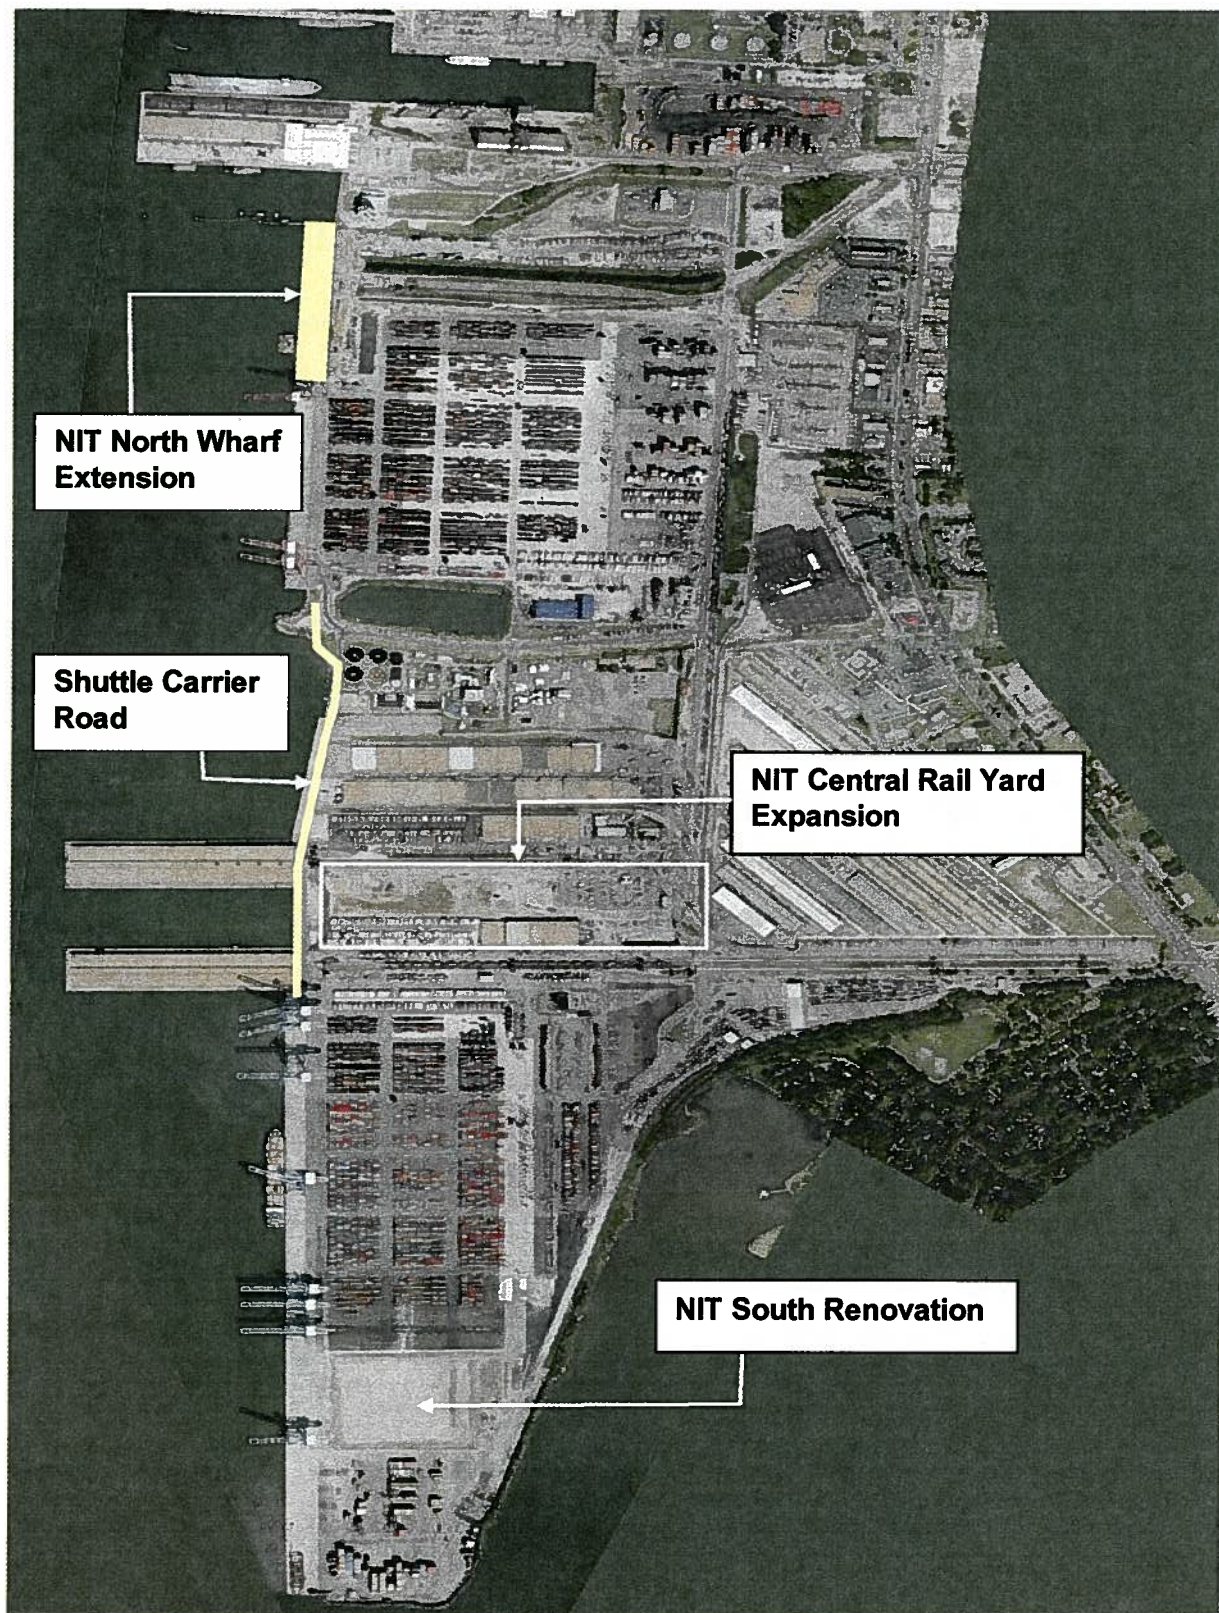 NIT North Wharf
Extension
Shuttle Carrier
Road
NIT Central Rail Yard
Expansion
NIT South Renovation